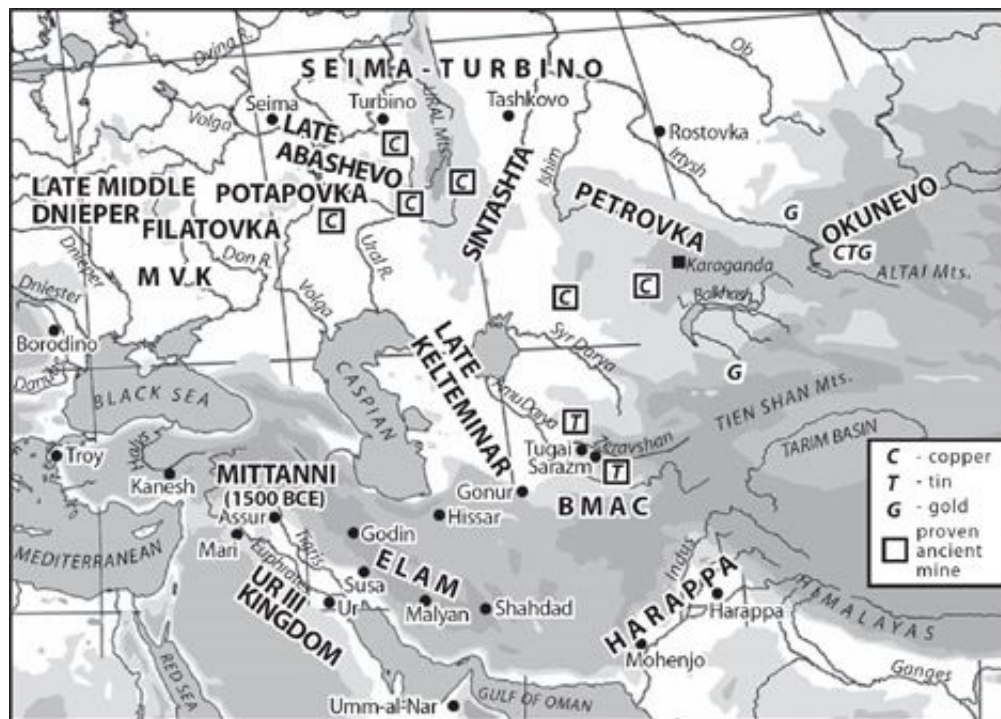 SEIMA-TURBINO
Dvina R.
Ob
Seima
Turbino
Tashkovo
URAL Mts.
Volga
LATE
ABASHEVO
C
C
C
C
Rostovka
Irtysh
Ishim
LATE MIDDLE
DNIEPER
POTAPOVKA
FILATOVKA
SINTASHTA
PETROVKA
G
OKUNEVO
CTG
ALTAI Mts.
Dnieper
Don R.
Ural R.
MVK
Volga
Karaganda
C
C
Balkhash
Dniester
Borodino
Syr Darya
G
LATE
KELTEMINAR
CASPIAN
BLACK SEA
Amu Darya
T
TIEN SHAN Mts.
Tugai
Zravshan
Sarazm
T
TARIM BASIN
Troy
Halys
Kanesh
MITTANNI
(1500 BCE)
Gonur
BMAC
Hissar
Assur
Mari
Godin
Tigris
Euphrates
MEDITERRANEAN
ELAM
Susa
UR III
KINGDOM
Ur
Malyan
Shahdad
Indus
HARAPPA
Harappa
Mohenjo
HIMALAYAS
Ganges
RED SEA
Umm-al-Nar
GULF OF OMAN
C - copper
T - tin
G - gold
proven
ancient
mine